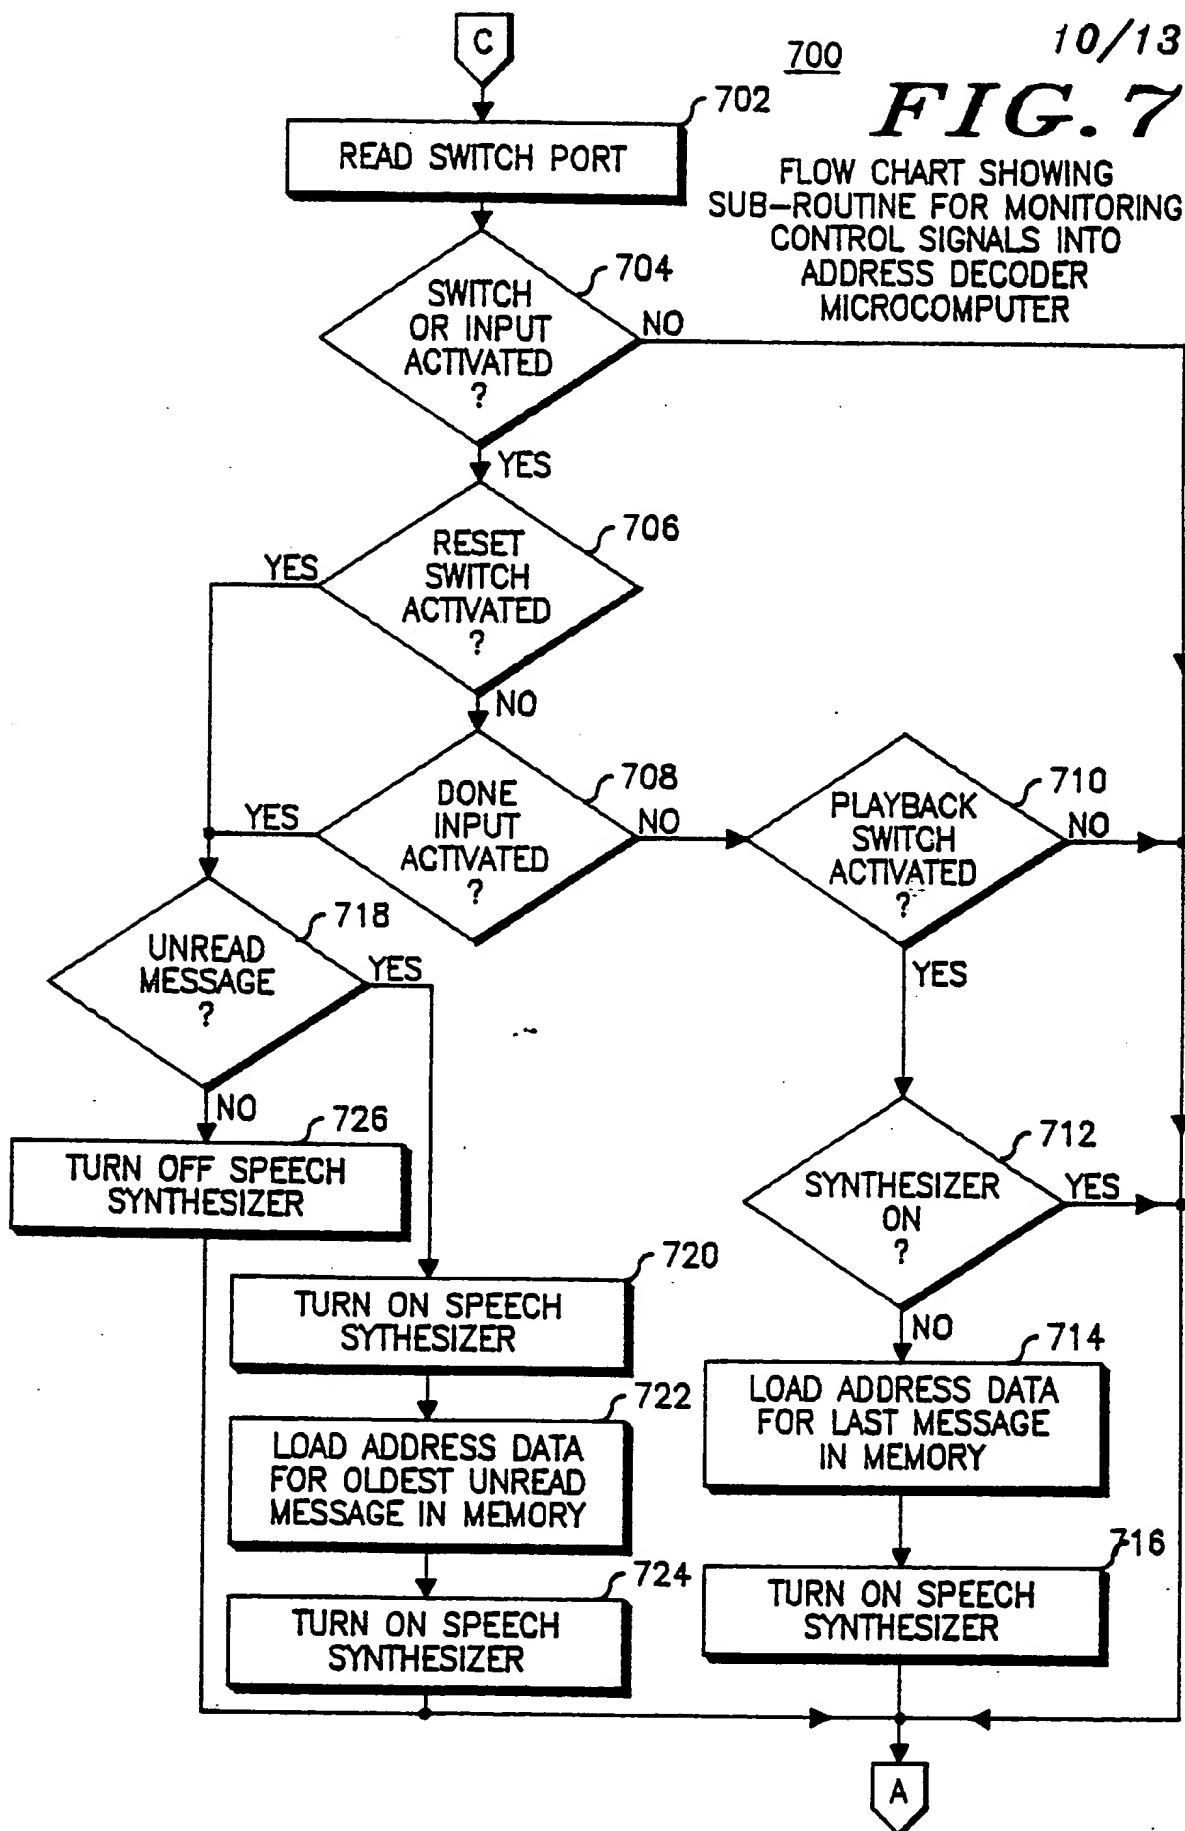 C
700
10/13
FIG. 7
FLOW CHART SHOWING
SUB-ROUTINE FOR MONITORING
CONTROL SIGNALS INTO
ADDRESS DECODER
MICROCOMPUTER
702
READ SWITCH PORT
704
SWITCH
OR INPUT
ACTIVATED
?
NO
YES
706
RESET
SWITCH
ACTIVATED
?
YES
NO
708
DONE
INPUT
ACTIVATED
?
YES
NO
710
PLAYBACK
SWITCH
ACTIVATED
?
NO
YES
718
UNREAD
MESSAGE
?
YES
NO
726
TURN OFF SPEECH
SYNTHESIZER
712
SYNTHESIZER
ON
?
YES
NO
720
TURN ON SPEECH
SYTHESIZER
722
LOAD ADDRESS DATA
FOR OLDEST UNREAD
MESSAGE IN MEMORY
724
TURN ON SPEECH
SYNTHESIZER
714
LOAD ADDRESS DATA
FOR LAST MESSAGE
IN MEMORY
716
TURN ON SPEECH
SYNTHESIZER
A